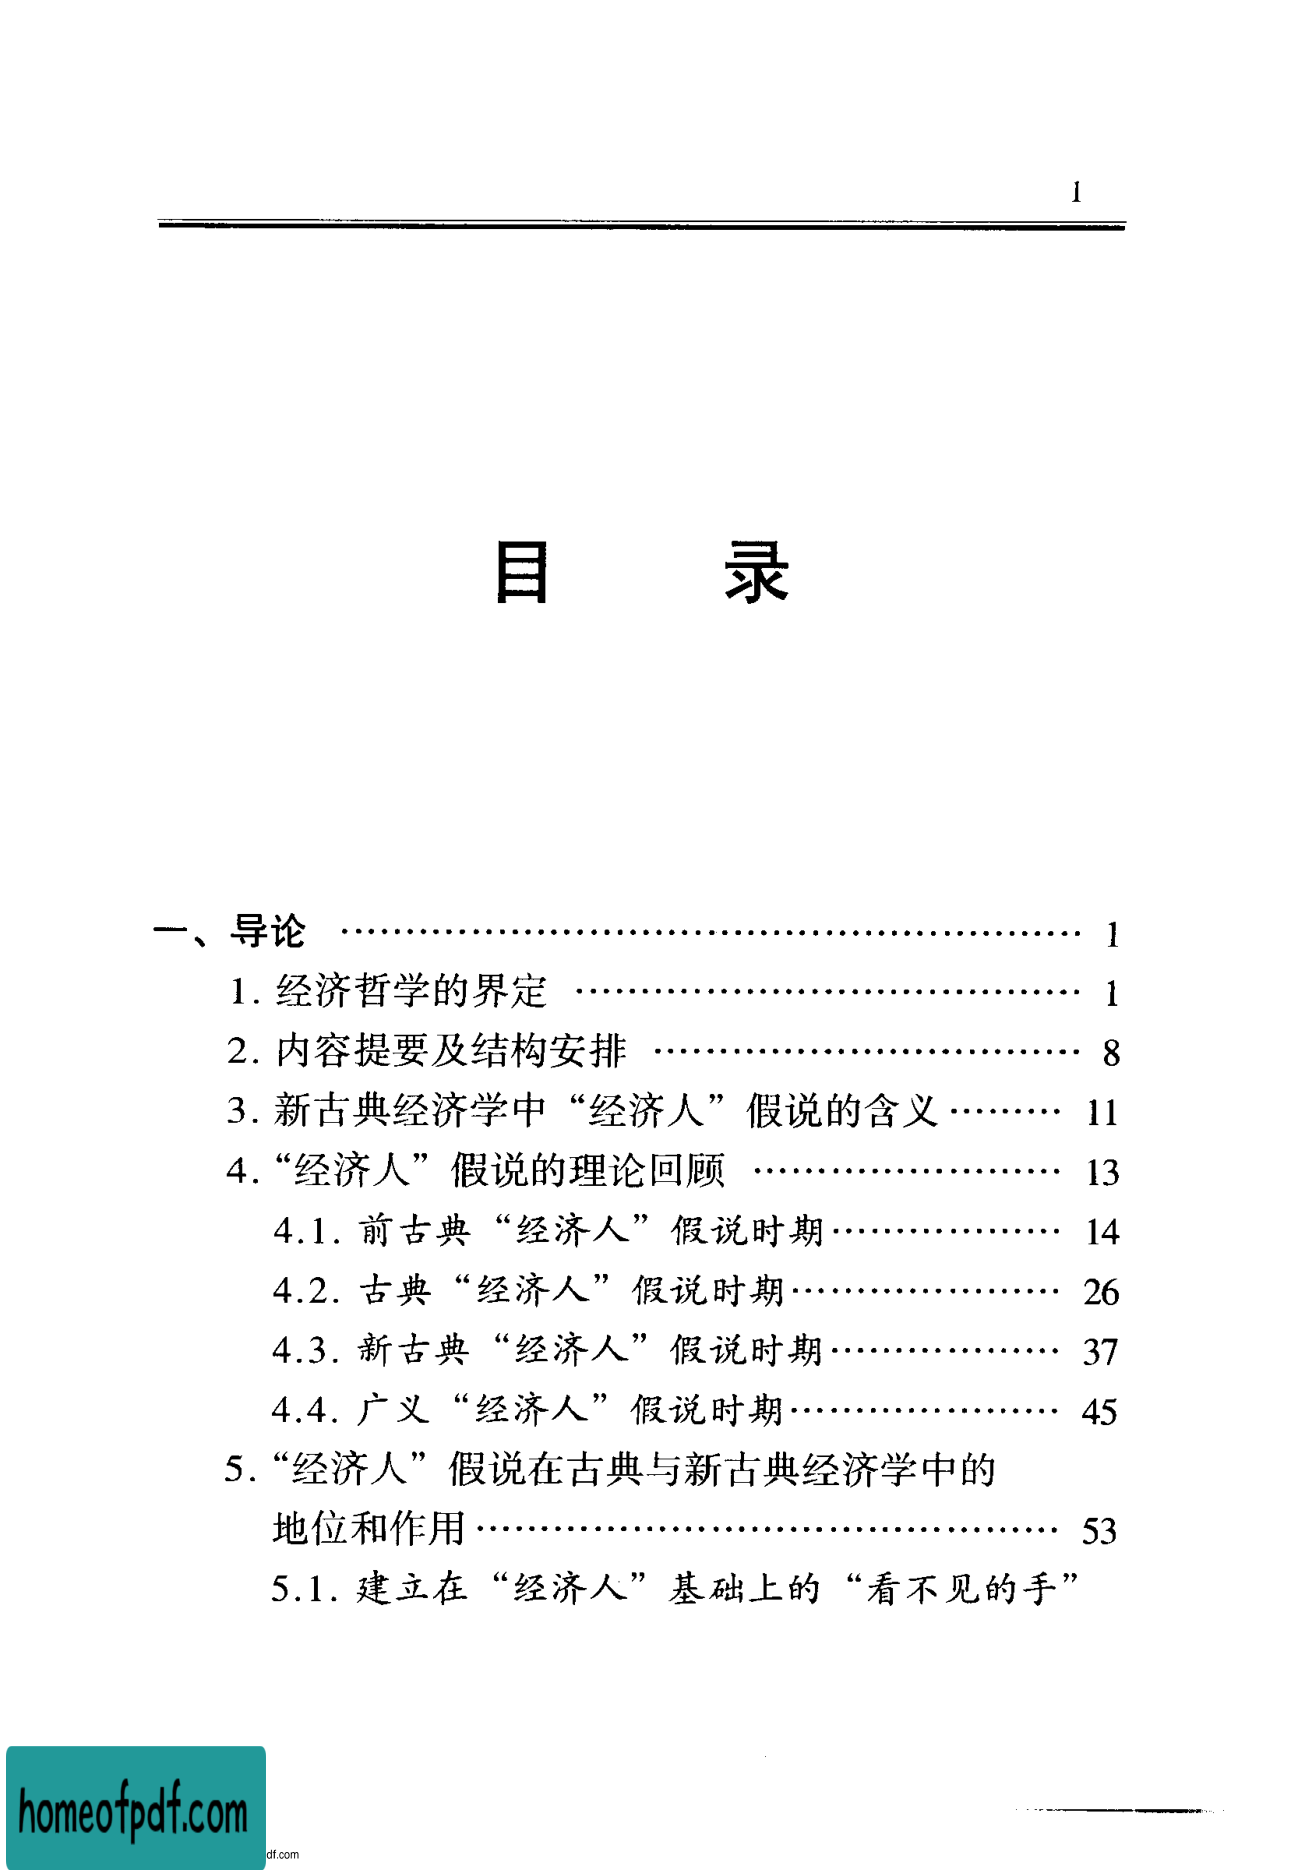 1
目 录
一、导论 ……………………………………………… 1
1. 经济哲学的界定 ……………………………… 1
2. 内容提要及结构安排 ………………………… 8
3. 新古典经济学中“经济人”假说的含义 ……… 11
4. “经济人”假说的理论回顾 …………………… 13
4.1. 前古典“经济人”假说时期 ……………… 14
4.2. 古典“经济人”假说时期 ………………… 26
4.3. 新古典“经济人”假说时期 ……………… 37
4.4. 广义“经济人”假说时期 ………………… 45
5. “经济人”假说在古典与新古典经济学中的
地位和作用 …………………………………… 53
5.1. 建立在“经济人”基础上的“看不见的手”
homeofpdf.com
df.com